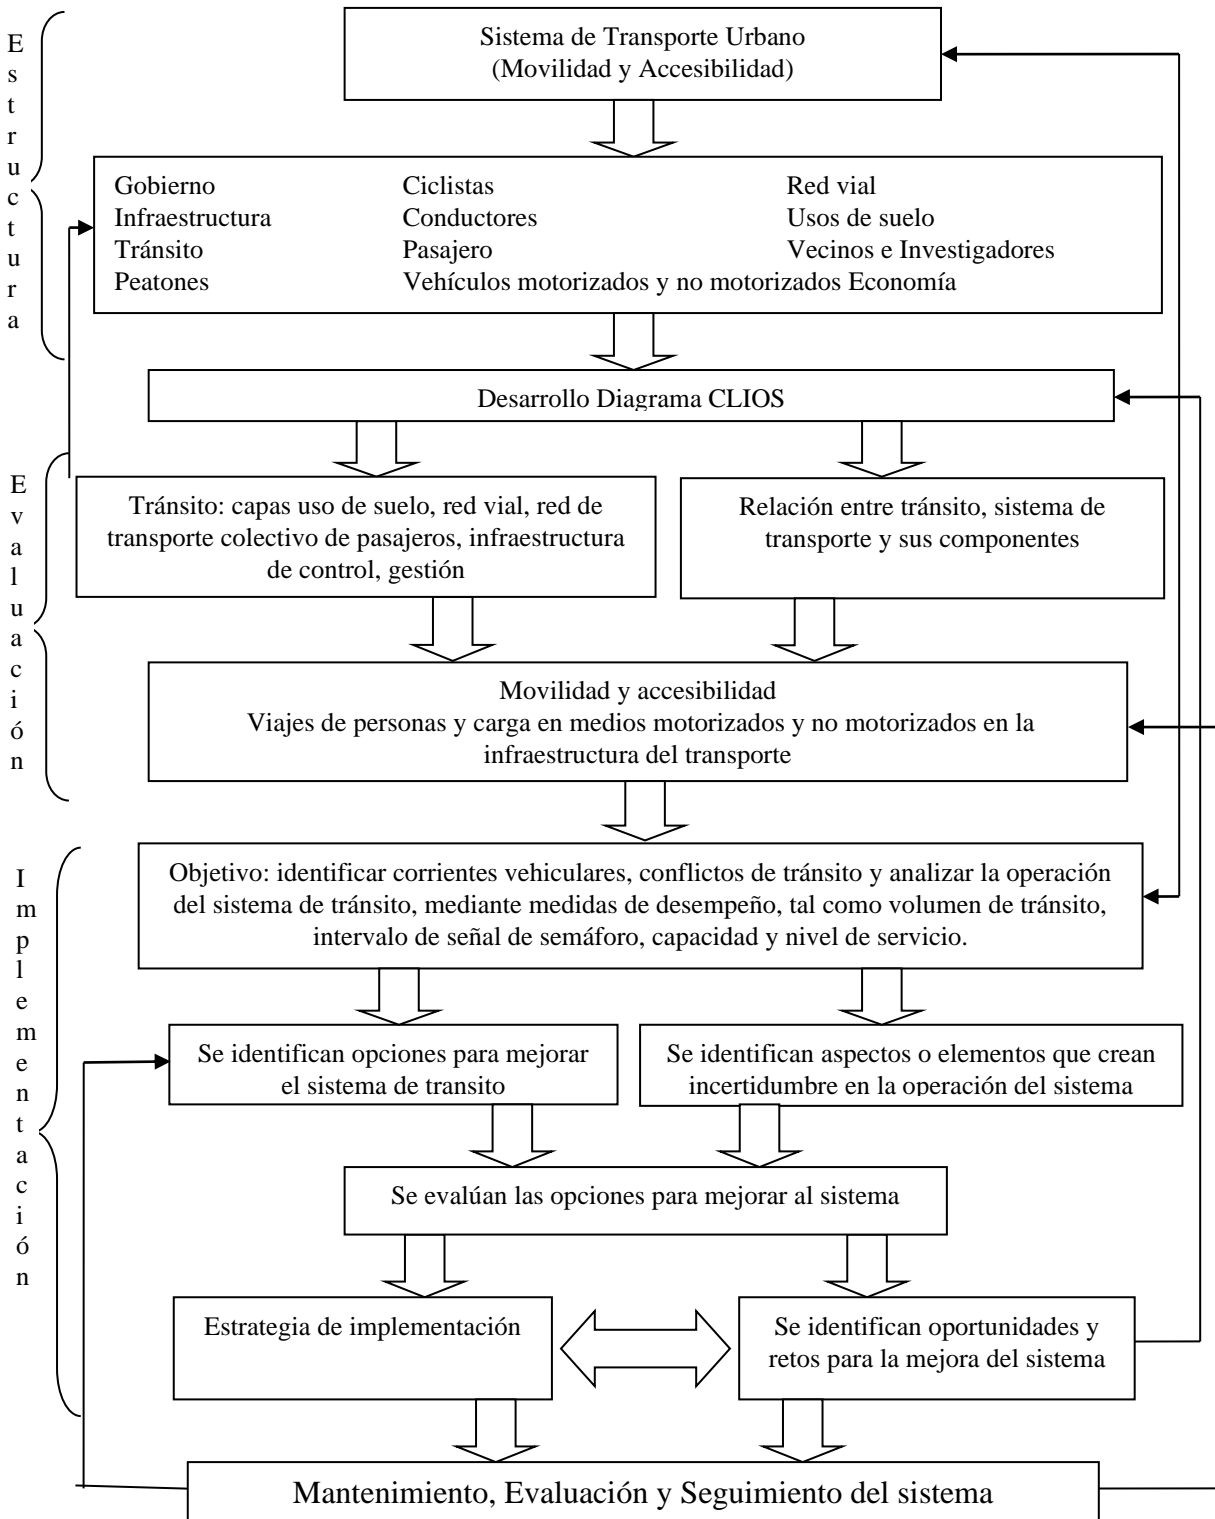 Estructura
Sistema de Transporte Urbano
(Movilidad y Accesibilidad)
Gobierno Ciclistas Red vial
Infraestructura Conductores Usos de suelo
Tránsito Pasajero Vecinos e Investigadores
Peatones Vehículos motorizados y no motorizados Economía
Desarrollo Diagrama CLIOS
Evaluación
Tránsito: capas uso de suelo, red vial, red de
transporte colectivo de pasajeros, infraestructura
de control, gestión
Relación entre tránsito, sistema de
transporte y sus componentes
Movilidad y accesibilidad
Viajes de personas y carga en medios motorizados y no motorizados en la
infraestructura del transporte
Implementación
Objetivo: identificar corrientes vehiculares, conflictos de tránsito y analizar la operación
del sistema de tránsito, mediante medidas de desempeño, tal como volumen de tránsito,
intervalo de señal de semáforo, capacidad y nivel de servicio.
Se identifican opciones para mejorar
el sistema de transito
Se identifican aspectos o elementos que crean
incertidumbre en la operación del sistema
Se evalúan las opciones para mejorar al sistema
Estrategia de implementación
Se identifican oportunidades y
retos para la mejora del sistema
Mantenimiento, Evaluación y Seguimiento del sistema